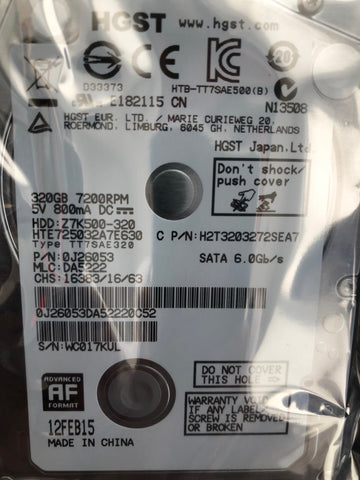 HGST www.hgst.com
D33373
HTB-TT7SAE500(B)
E182115 CN
N13508
HGST EUR. LTD. / MARIE CURIEWEG 20,
ROERMOND, LIMBURG, 6045 GH, NETHERLANDS
HGST Japan,Ltd
Don't shock/
push cover
320GB 7200RPM
5V 800mA DC
HDD:Z7K500-320
HTE725032A7E630
C P/N:H2T3203272SEA7
Type TT7SAE320
P/N:0J26053
SATA 6.0Gb/s
MLC:DA5222
CHS:16383/16/63
0J26053DA52220C52
S/N:WC017KUL
ADVANCED
AF
FORMAT
DO NOT COVER
THIS HOLE
WARRANTY VOID
IF ANY LABEL
SCREW IS REMOVED
OR BROKEN
12FEB15
MADE IN CHINA